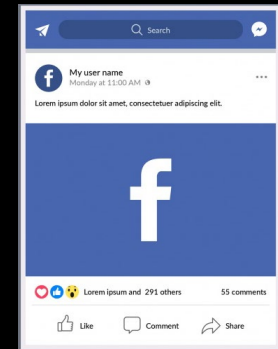 Search
f
My user name
Monday at 11:00 AM
Lorem ipsum dolor sit amet, consectetuer adipiscing elit.
f
Lorem ipsum and 291 others 55 comments
Like Comment Share